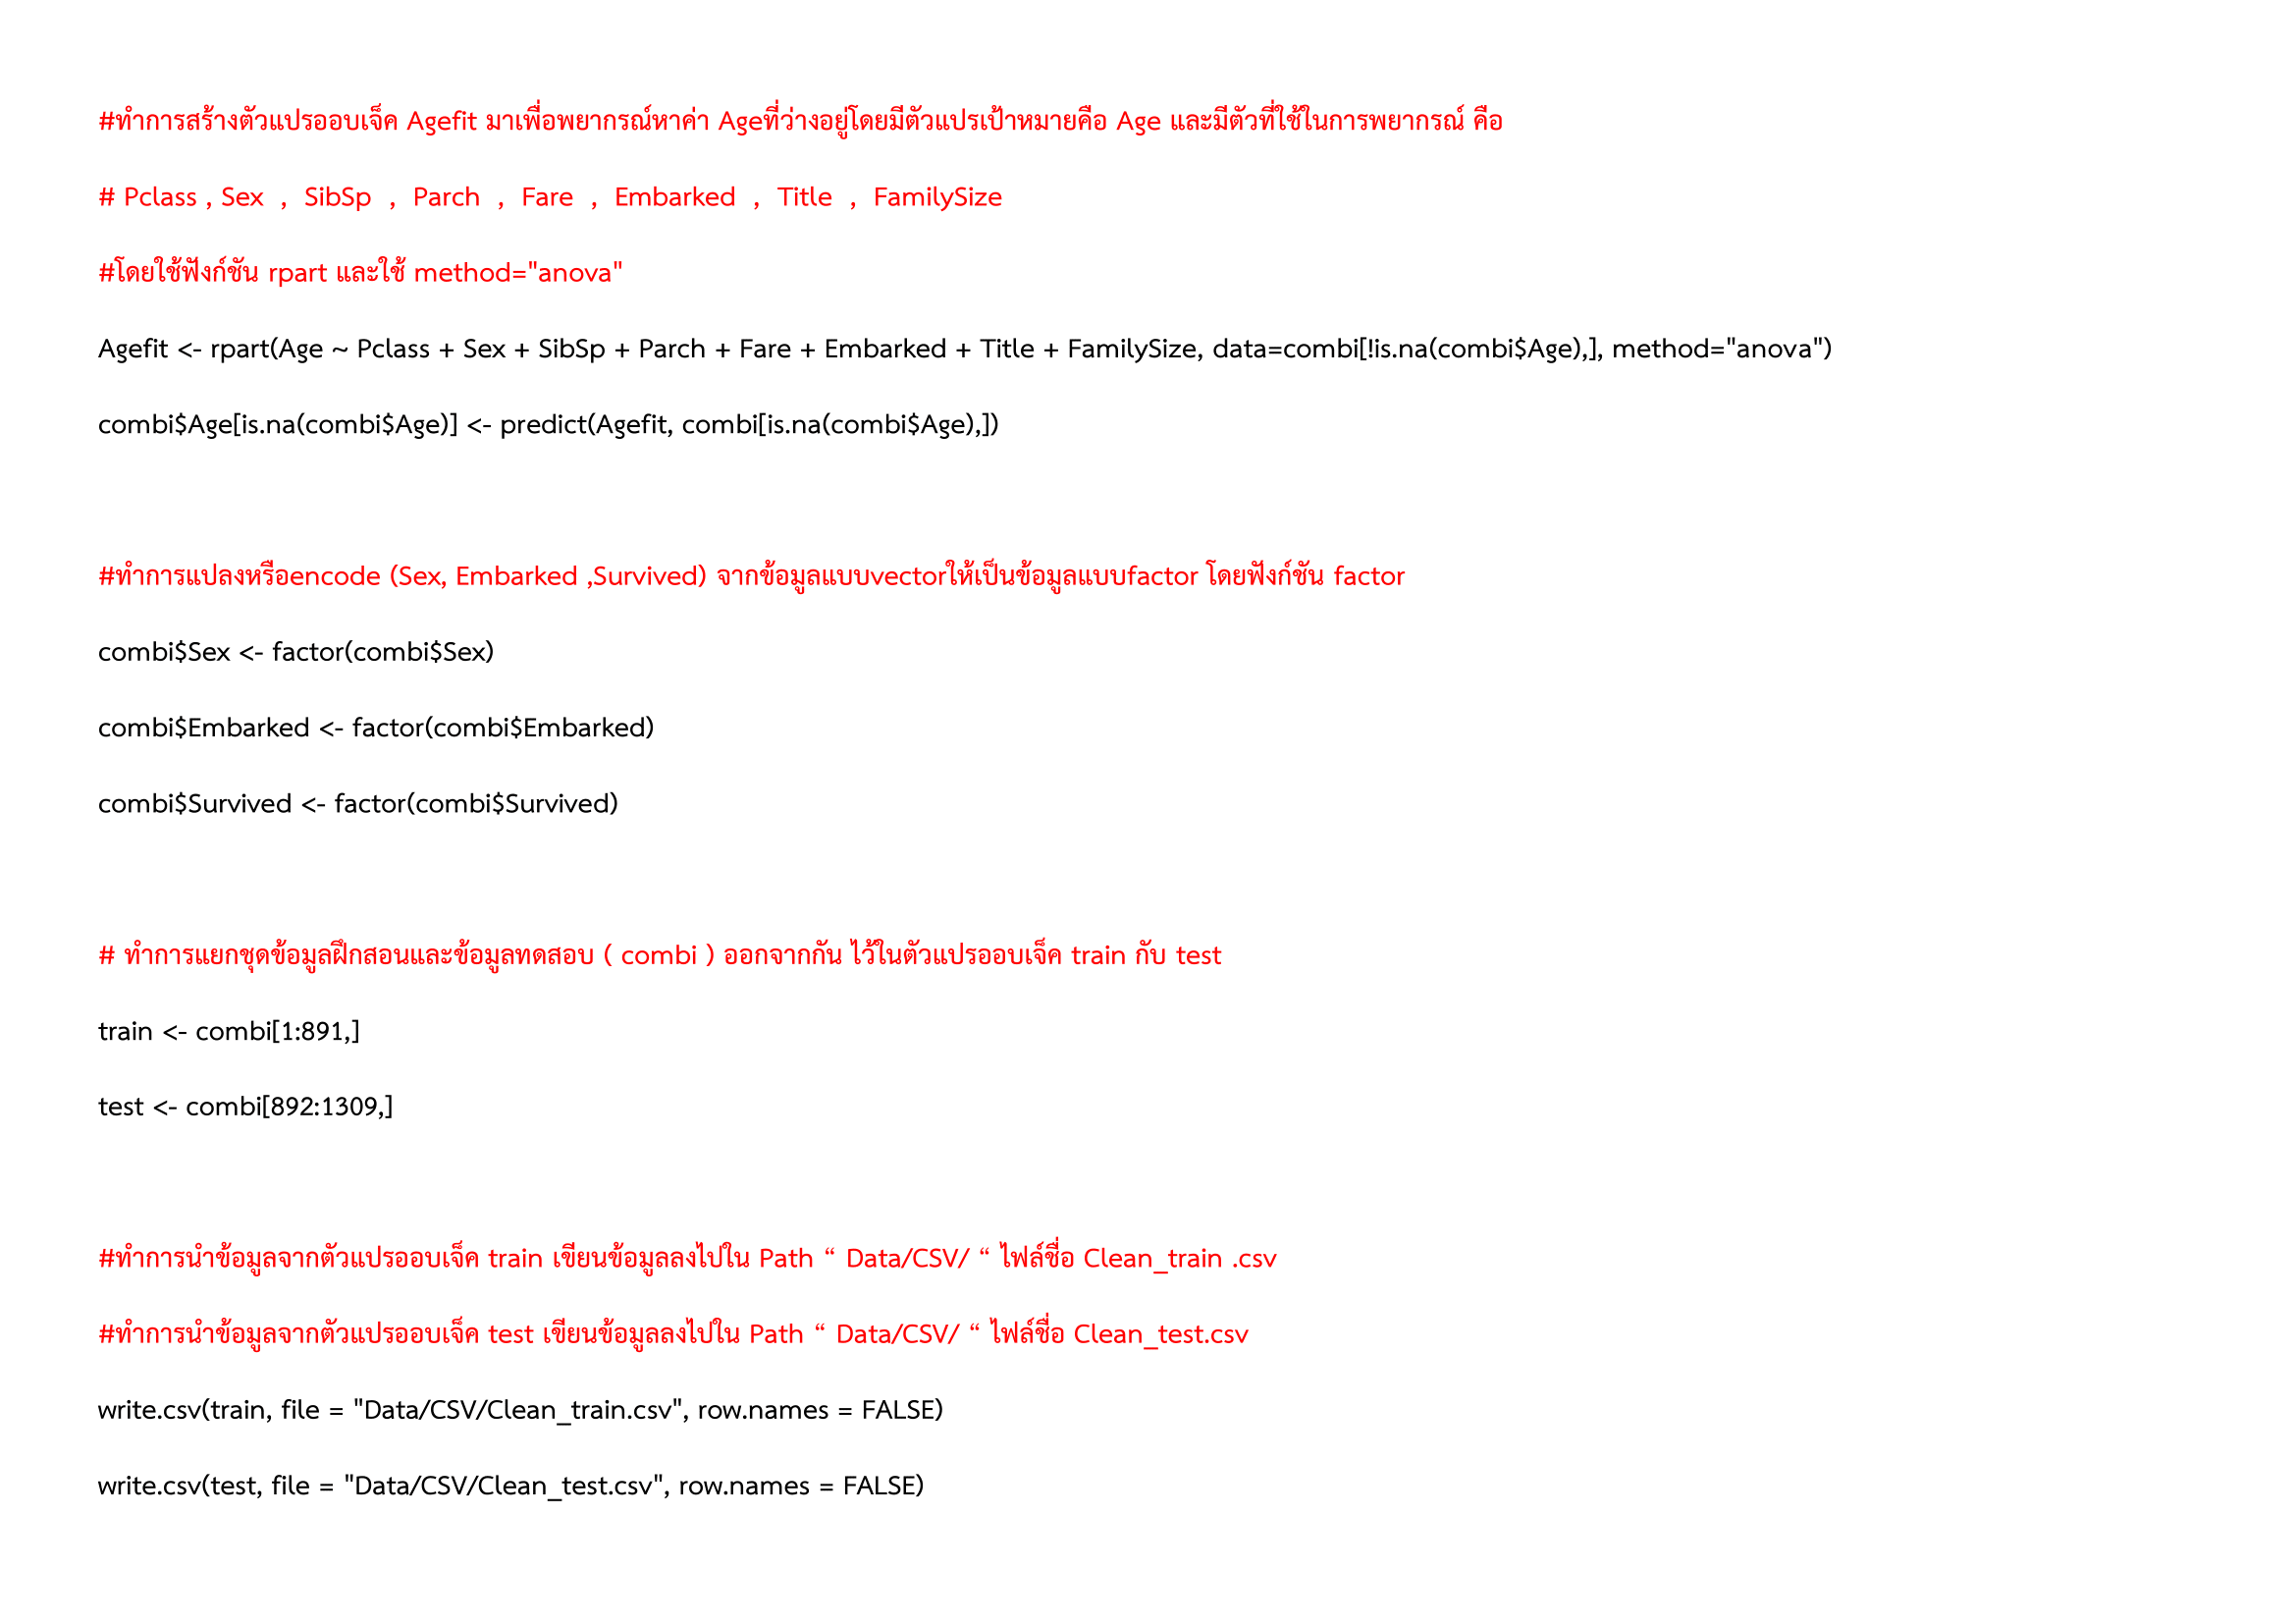 #ทำการสร้างตัวแปรออบเจ็ค Agefit มาเพื่อพยากรณ์หาค่า Ageที่ว่างอยู่โดยมีตัวแปรเป้าหมายคือ Age และมีตัวที่ใช้ในการพยากรณ์ คือ
# Pclass , Sex  ,  SibSp  ,  Parch  ,  Fare  ,  Embarked  ,  Title  ,  FamilySize
#โดยใช้ฟังก์ชัน rpart และใช้ method="anova"
Agefit <- rpart(Age ~ Pclass + Sex + SibSp + Parch + Fare + Embarked + Title + FamilySize, data=combi[!is.na(combi$Age),], method="anova")
combi$Age[is.na(combi$Age)] <- predict(Agefit, combi[is.na(combi$Age),])
#ทำการแปลงหรือencode (Sex, Embarked ,Survived) จากข้อมูลแบบvectorให้เป็นข้อมูลแบบfactor โดยฟังก์ชัน factor
combi$Sex <- factor(combi$Sex)
combi$Embarked <- factor(combi$Embarked)
combi$Survived <- factor(combi$Survived)
# ทำการแยกชุดข้อมูลฝึกสอนและข้อมูลทดสอบ ( combi ) ออกจากกัน ไว้ในตัวแปรออบเจ็ค train กับ test
train <- combi[1:891,]
test <- combi[892:1309,]
#ทำการนำข้อมูลจากตัวแปรออบเจ็ค train เขียนข้อมูลลงไปใน Path “ Data/CSV/ “ ไฟล์ชื่อ Clean_train .csv
#ทำการนำข้อมูลจากตัวแปรออบเจ็ค test เขียนข้อมูลลงไปใน Path “ Data/CSV/ “ ไฟล์ชื่อ Clean_test.csv
write.csv(train, file = "Data/CSV/Clean_train.csv", row.names = FALSE)
write.csv(test, file = "Data/CSV/Clean_test.csv", row.names = FALSE)